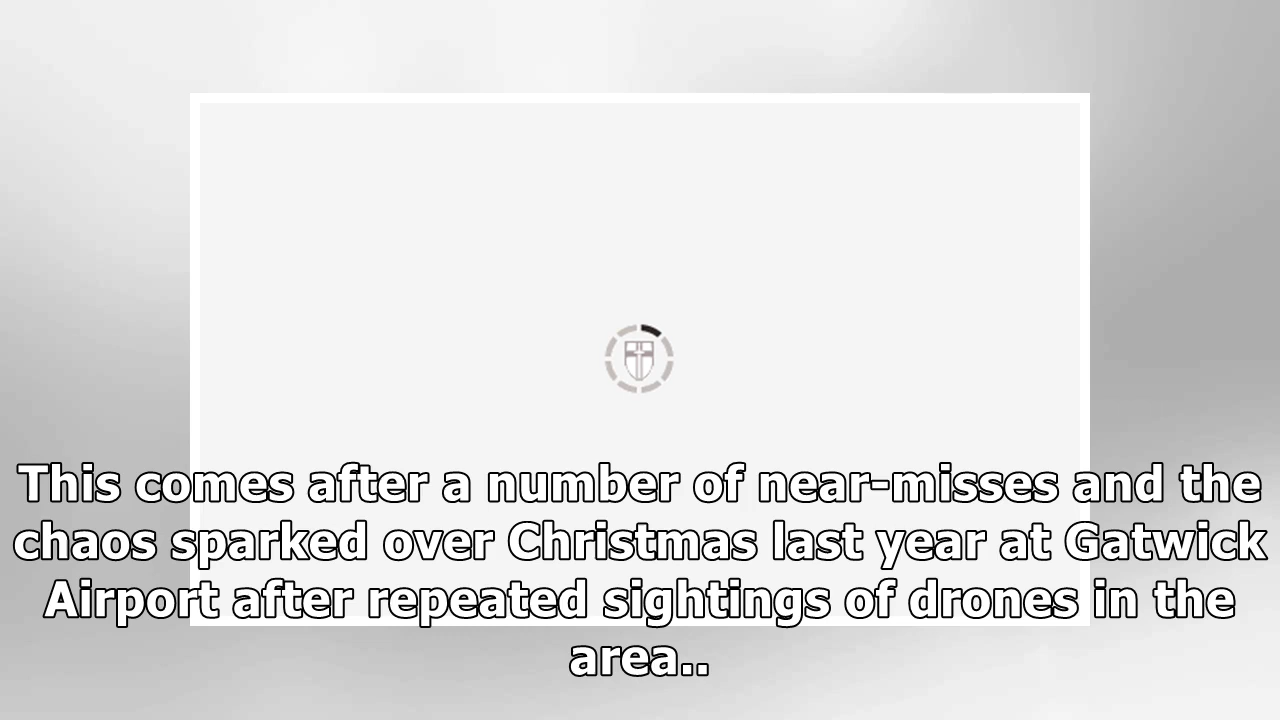 This comes after a number of near-misses and the
chaos sparked over Christmas last year at Gatwick
Airport after repeated sightings of drones in the
area..